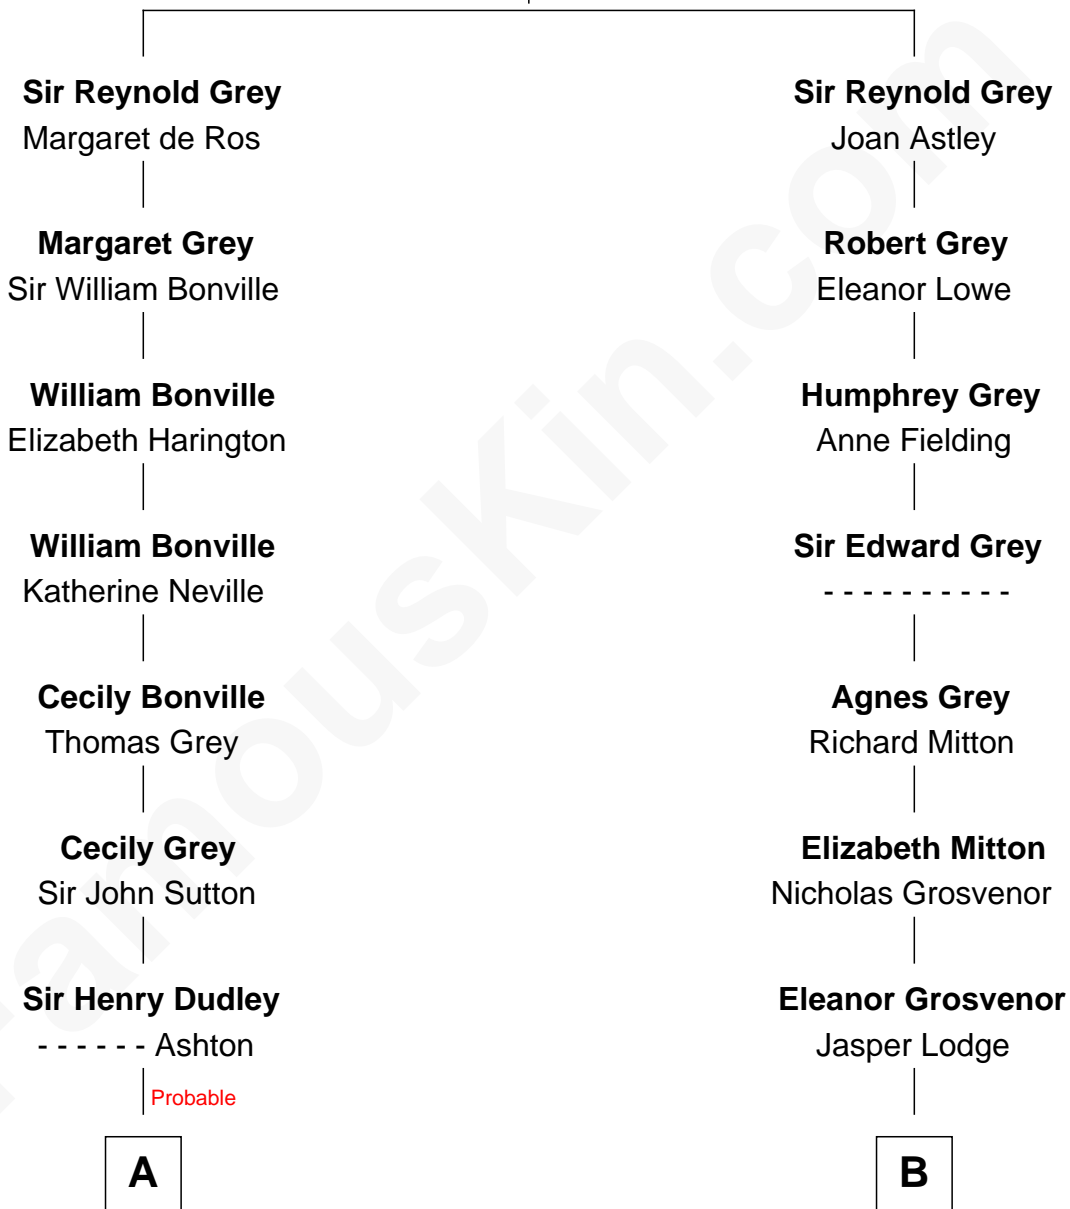 Sir Reynold Grey
Margaret de Ros
Margaret Grey
Sir William Bonville
William Bonville
Elizabeth Harington
William Bonville
Katherine Neville
Cecily Bonville
Thomas Grey
Cecily Grey
Sir John Sutton
Sir Henry Dudley
- - - - - - Ashton
Probable
A
Sir Reynold Grey
Joan Astley
Robert Grey
Eleanor Lowe
Humphrey Grey
Anne Fielding
Sir Edward Grey
- - - - - - - - - -
Agnes Grey
Richard Mitton
Elizabeth Mitton
Nicholas Grosvenor
Eleanor Grosvenor
Jasper Lodge
B
FamousKin.com